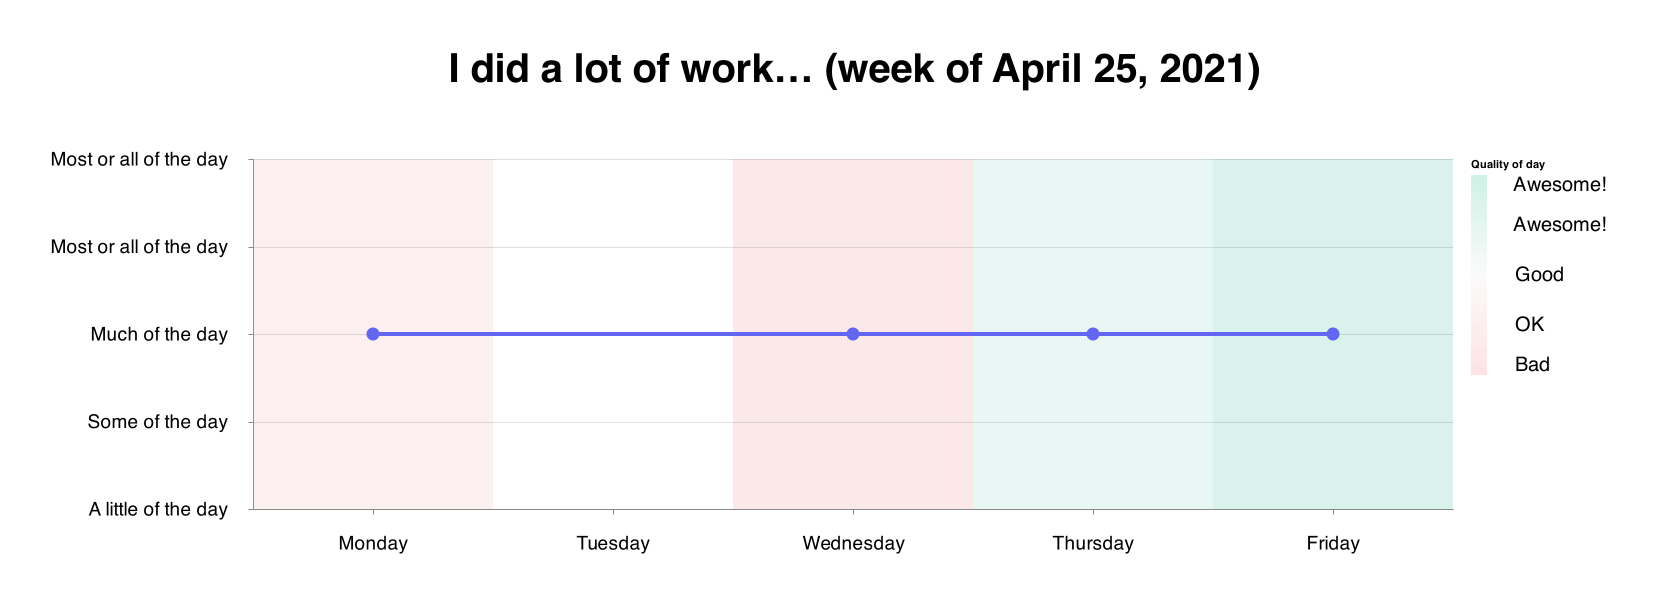 I did a lot of work… (week of April 25, 2021)
Most or all of the day
Most or all of the day
Much of the day
Some of the day
A little of the day
Monday
Tuesday
Wednesday
Thursday
Friday
Quality of day
Awesome!
Awesome!
Good
OK
Bad